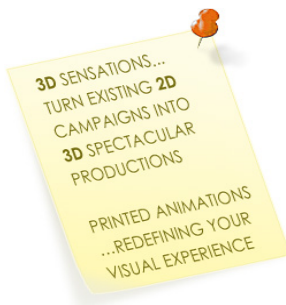 3D SENSATIONS...
TURN EXISTING 2D
CAMPAIGNS INTO
3D SPECTACULAR
PRODUCTIONS
PRINTED ANIMATIONS
...REDEFINING YOUR
VISUAL EXPERIENCE